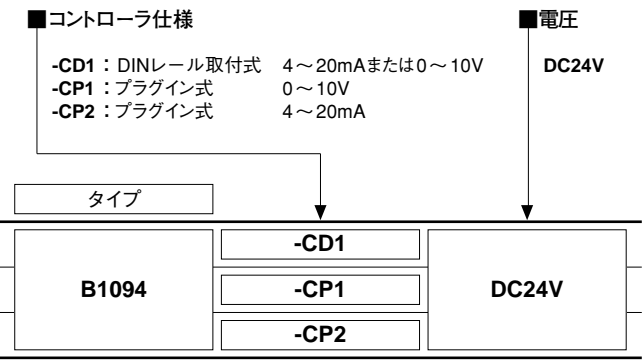 ■コントローラ仕様 ■電圧
-CD1：DINレール取付式 4～20mAまたは0～10V DC24V
-CP1：プラグイン式 0～10V
-CP2：プラグイン式 4～20mA
タイプ
-CD1
B1094 -CP1 DC24V
-CP2